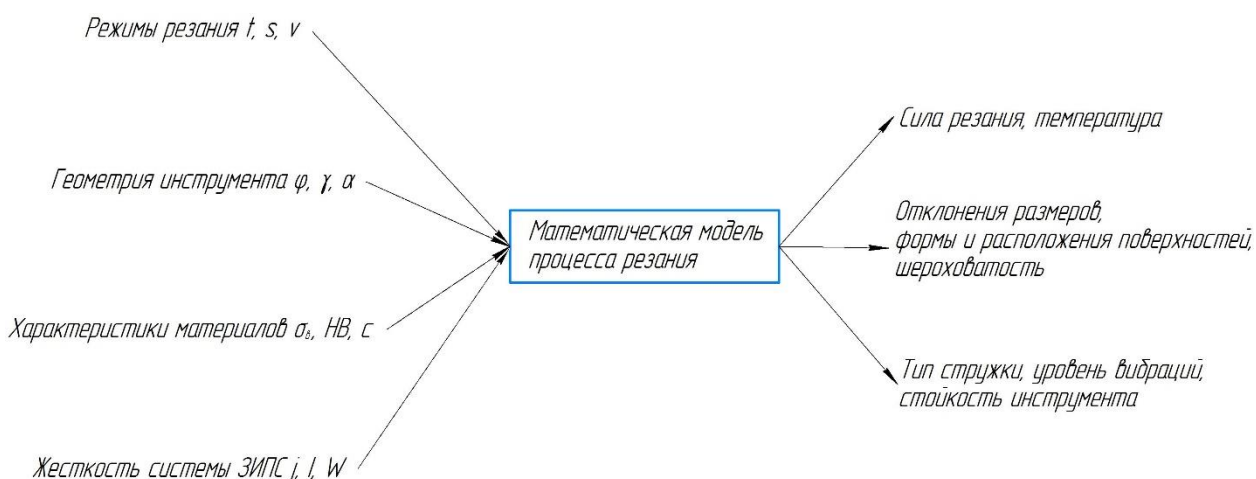 Режимы резания t, s, v
Геометрия инструмента φ, γ, α
Характеристики материалов σв, НВ, с
Жесткость системы ЗИПС j, l, W
Математическая модель
процесса резания
Сила резания, температура
Отклонения размеров,
формы и расположения поверхностей,
шероховатость
Тип стружки, уровень вибраций,
стойкость инструмента